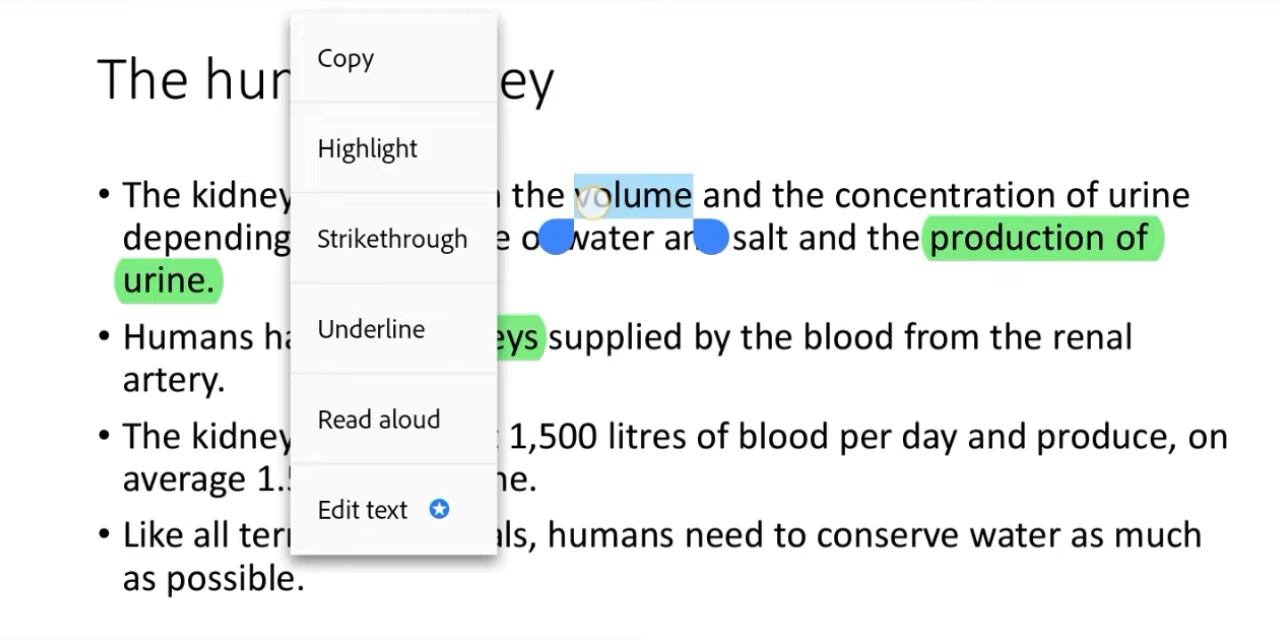 The hum ey
The kidney the volume and the concentration of urine
depending water and salt and the production of
urine.
Humans ha eys supplied by the blood from the renal
artery.
The kidney 1,500 litres of blood per day and produce, on
average 1. ne.
Like all terr als, humans need to conserve water as much
as possible.
Copy
Highlight
Strikethrough
Underline
Read aloud
Edit text